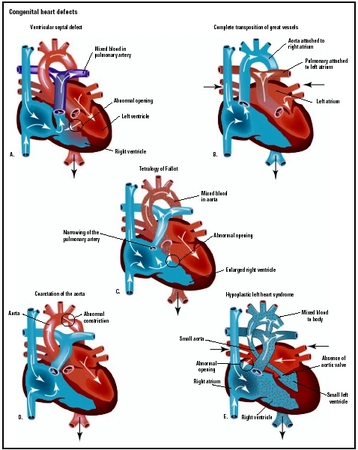 Congenital heart defects
Ventricular septal defect
Mixed blood in
pulmonary artery
Abnormal opening
Left ventricle
Right ventricle
A.
Complete transposition of great vessels
Aorta attached to
right atrium
Pulmonary attached
to left atrium
Left atrium
B.
Tetralogy of Fallot
Mixed blood
in aorta
Narrowing of the
pulmonary artery
Abnormal opening
Enlarged right ventricle
C.
Coarctation of the aorta
Aorta
Abnormal
constriction
D.
Hypoplastic left heart syndrome
Mixed blood
to body
Small aorta
Abnormal
opening
Right atrium
Absence of
aortic valve
Small left
ventricle
Right ventricle
E.